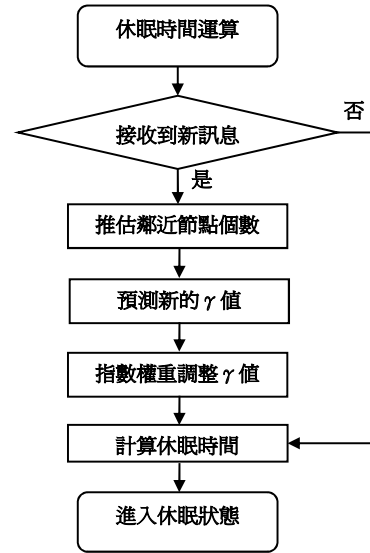 休眠時間運算
接收到新訊息
否
是
推估鄰近節點個數
預測新的γ值
指數權重調整γ值
計算休眠時間
進入休眠狀態